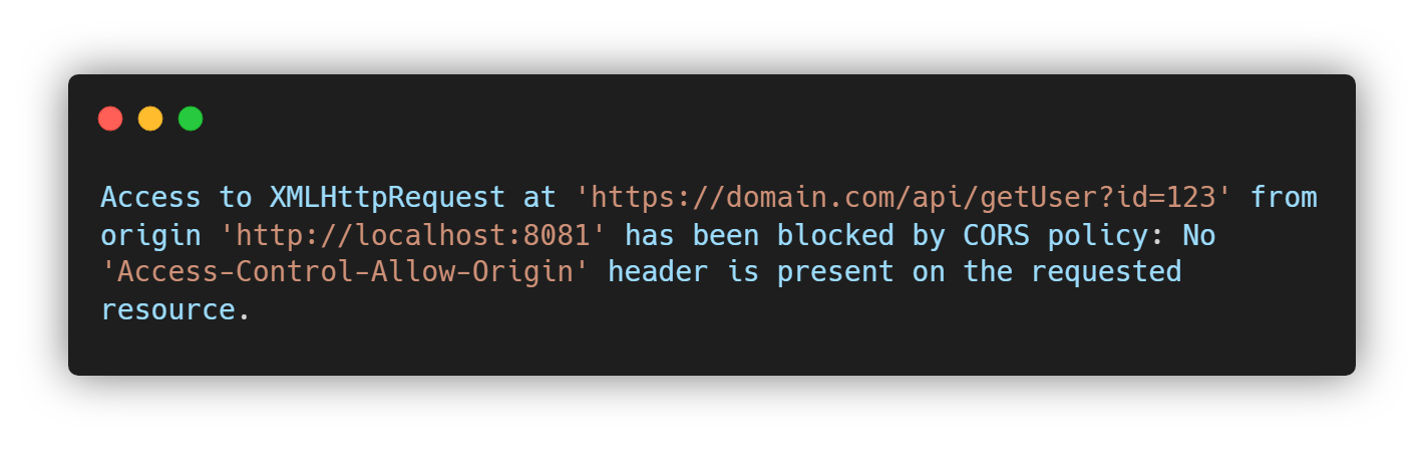 Access to XMLHttpRequest at 'https://domain.com/api/getUser?id=123' from
origin 'http://localhost:8081' has been blocked by CORS policy: No
'Access-Control-Allow-Origin' header is present on the requested
resource.